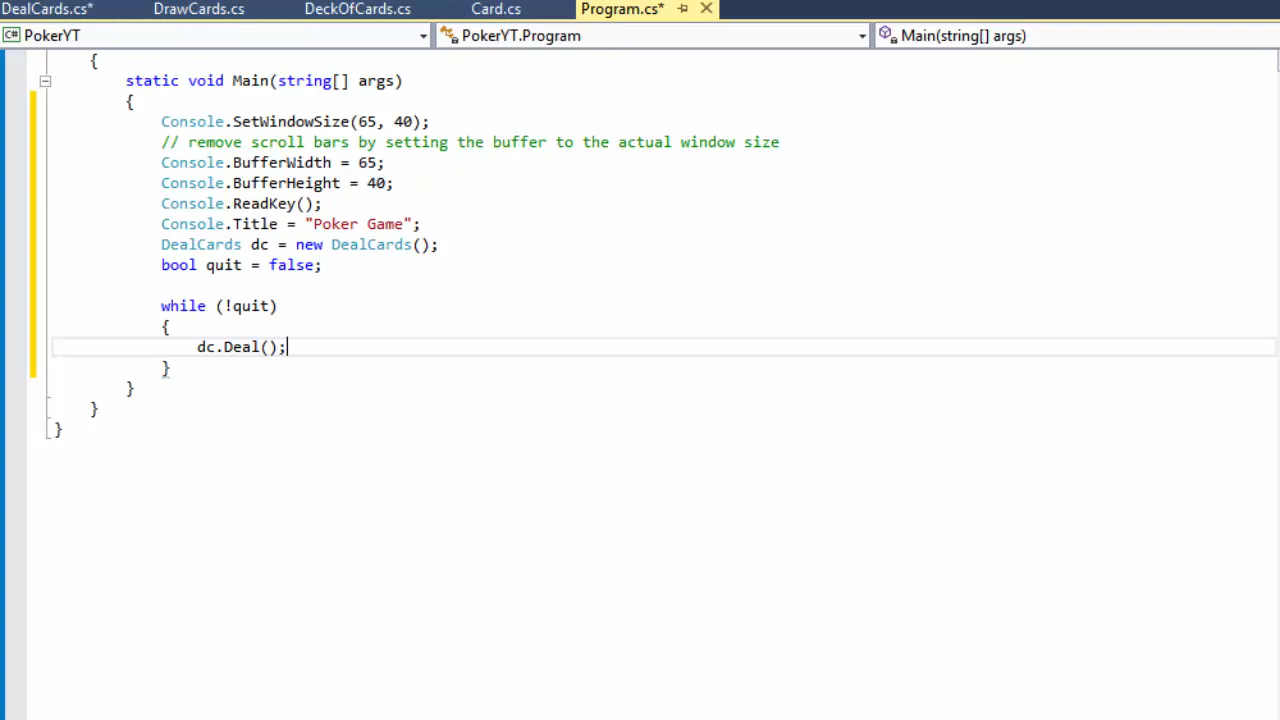 DealCards.cs* DrawCards.cs DeckOfCards.cs Card.cs Program.cs*
C# PokerYT PokerYT.Program Main(string[] args)
{
static void Main(string[] args)
{
Console.SetWindowSize(65, 40);
// remove scroll bars by setting the buffer to the actual window size
Console.BufferWidth = 65;
Console.BufferHeight = 40;
Console.ReadKey();
Console.Title = "Poker Game";
DealCards dc = new DealCards();
bool quit = false;
while (!quit)
{
dc.Deal();
}
}
}
}